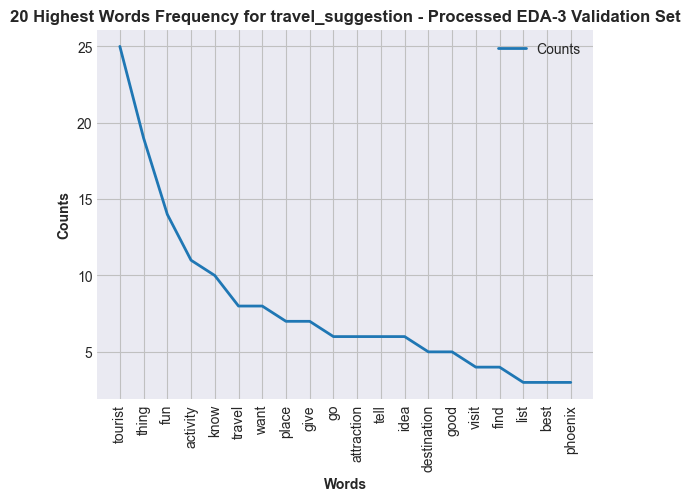 20 Highest Words Frequency for travel_suggestion - Processed EDA-3 Validation Set
Counts
25
20
15
10
5
Counts
tourist
thing
fun
activity
know
travel
want
place
give
go
attraction
tell
idea
destination
good
visit
find
list
best
phoenix
Words